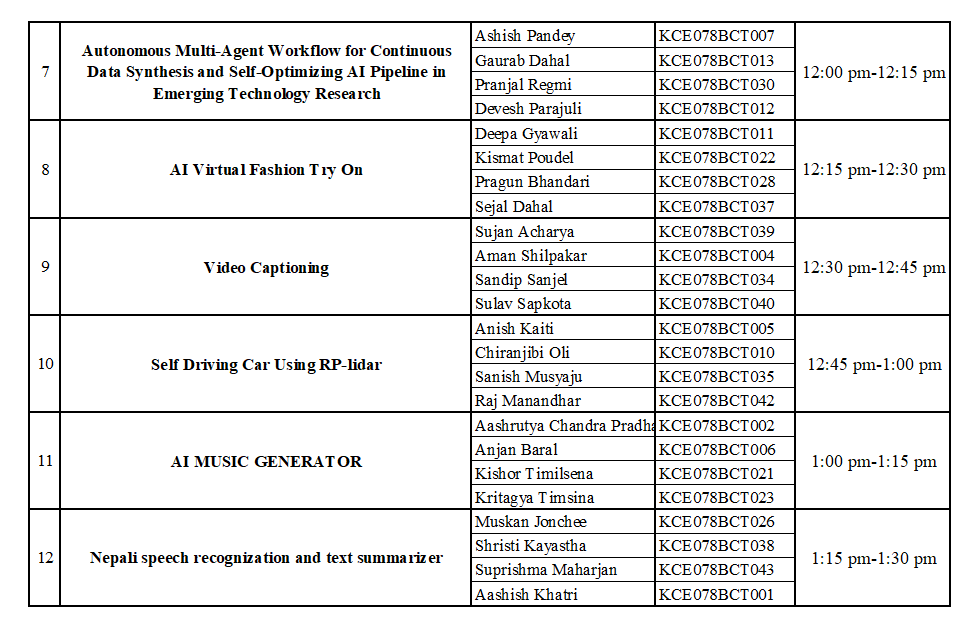 7
Autonomous Multi-Agent Workflow for Continuous
Data Synthesis and Self-Optimizing AI Pipeline in
Emerging Technology Research
Ashish Pandey KCE078BCT007
Gaurab Dahal KCE078BCT013
Pranjal Regmi KCE078BCT030
Devesh Parajuli KCE078BCT012
12:00 pm-12:15 pm
8
AI Virtual Fashion Try On
Deepa Gyawali KCE078BCT011
Kismat Poudel KCE078BCT022
Pragun Bhandari KCE078BCT028
Sejal Dahal KCE078BCT037
12:15 pm-12:30 pm
9
Video Captioning
Sujan Acharya KCE078BCT039
Aman Shilpakar KCE078BCT004
Sandip Sanjel KCE078BCT034
Sulav Sapkota KCE078BCT040
12:30 pm-12:45 pm
10
Self Driving Car Using RP-lidar
Anish Kaiti KCE078BCT005
Chiranjibi Oli KCE078BCT010
Sanish Musyaju KCE078BCT035
Raj Manandhar KCE078BCT042
12:45 pm-1:00 pm
11
AI MUSIC GENERATOR
Aashrutya Chandra Pradha KCE078BCT002
Anjan Baral KCE078BCT006
Kishor Timilsena KCE078BCT021
Kritagya Timsina KCE078BCT023
1:00 pm-1:15 pm
12
Nepali speech recognization and text summarizer
Muskan Jonchee KCE078BCT026
Shristi Kayastha KCE078BCT038
Suprishma Maharjan KCE078BCT043
Aashish Khatri KCE078BCT001
1:15 pm-1:30 pm